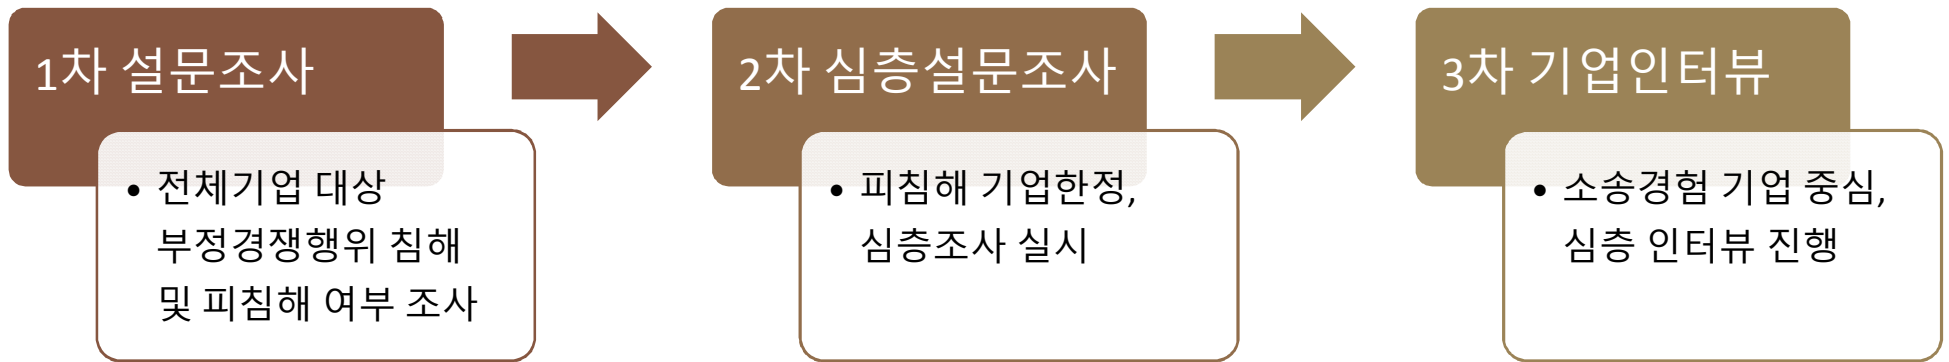 1차 설문조사
• 전체기업 대상
부정경쟁행위 침해
및 피침해 여부 조사
2차 심층설문조사
• 피침해 기업한정,
심층조사 실시
3차 기업인터뷰
• 소송경험 기업 중심,
심층 인터뷰 진행